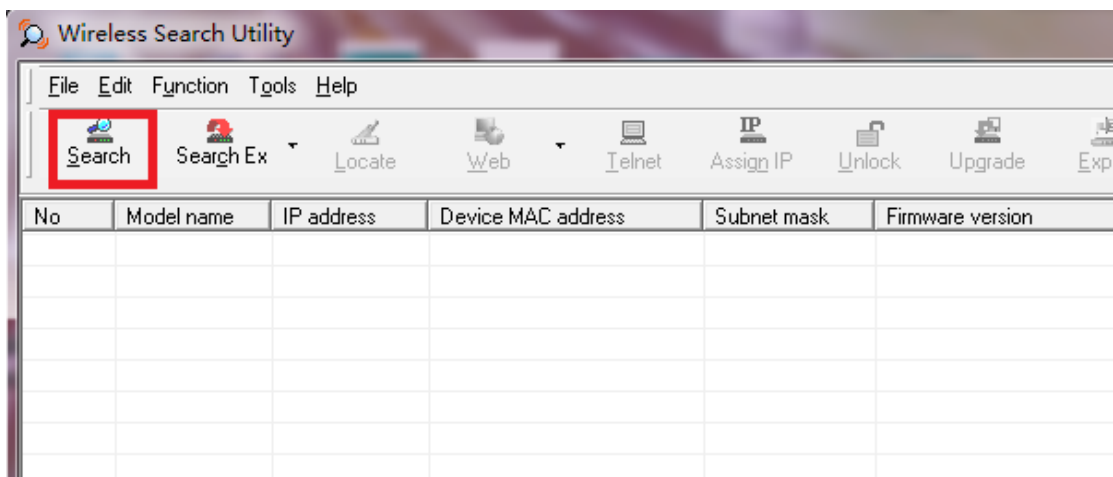 Wireless Search Utility
File Edit Function Tools Help
Search Search Ex Locate Web Telnet Assign IP Unlock Upgrade Exp
No Model name IP address Device MAC address Subnet mask Firmware version